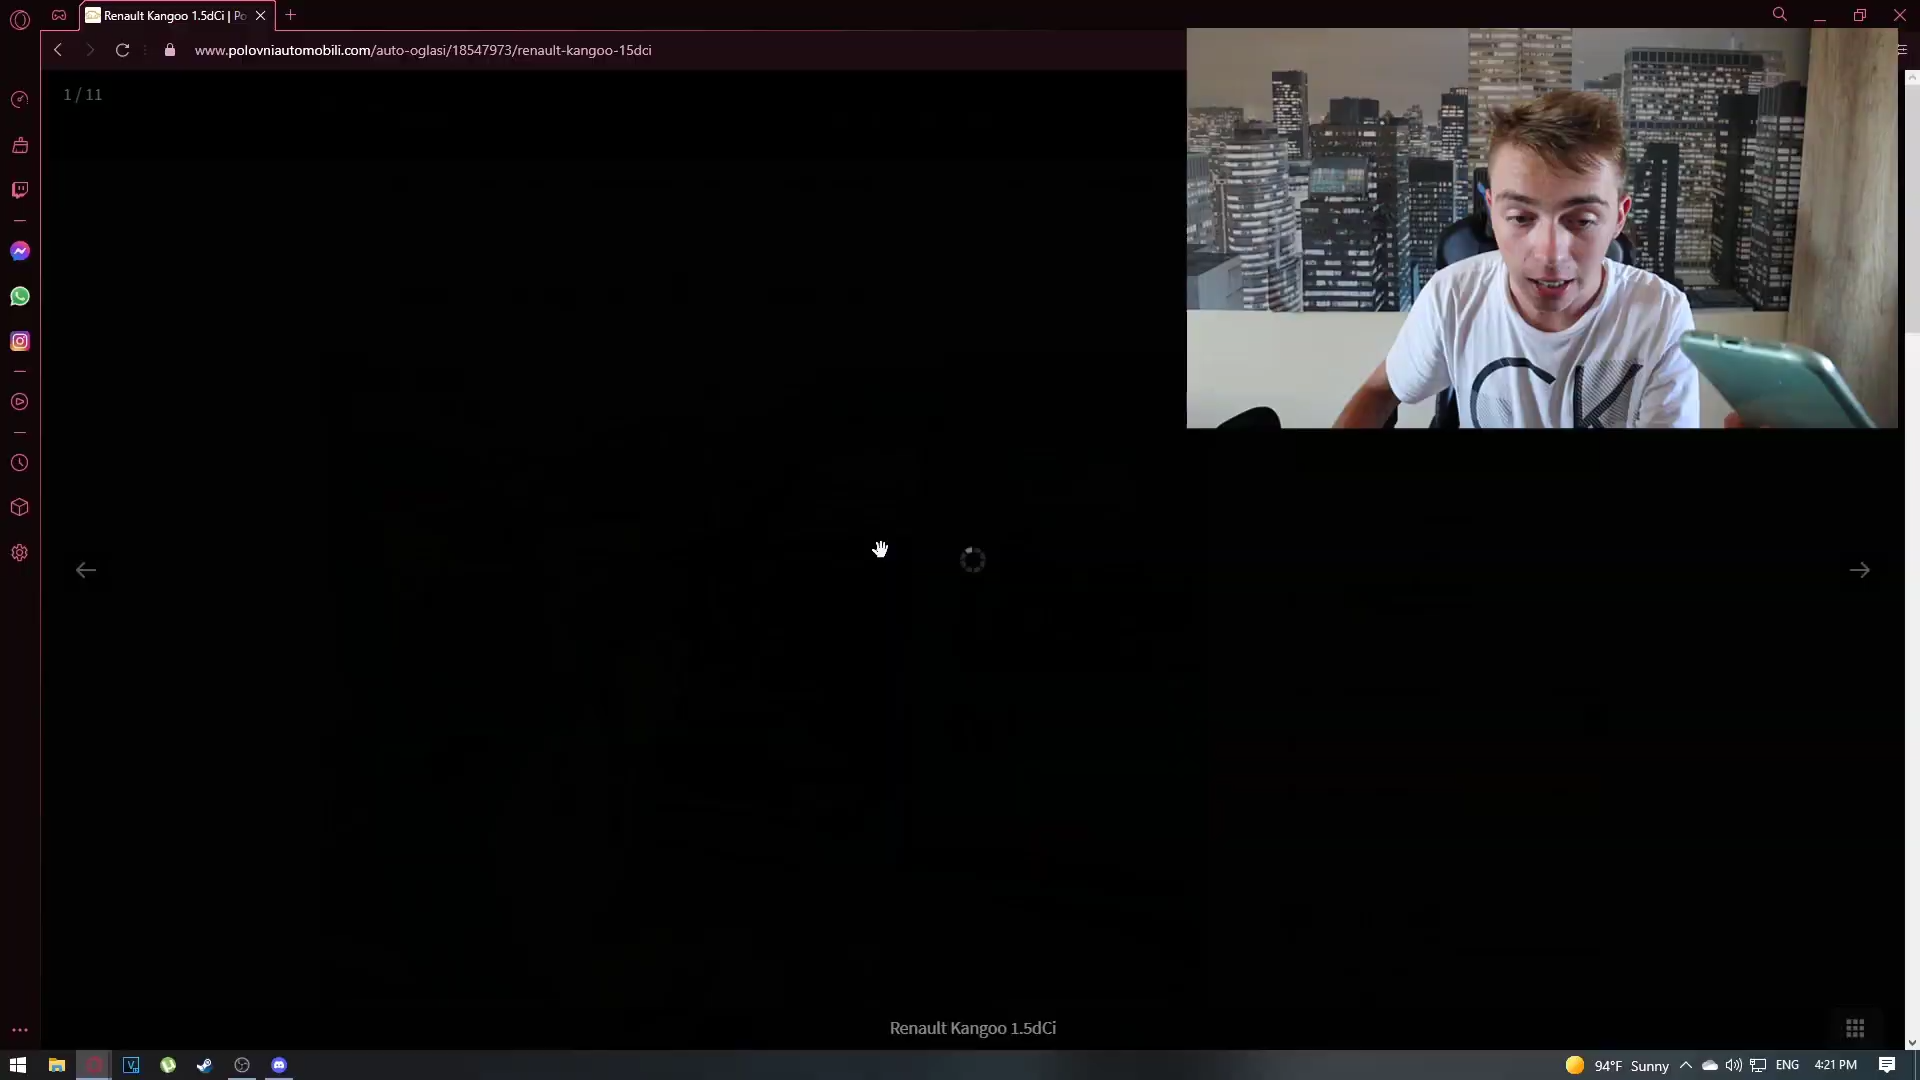 Renault Kangoo 1.5dCi | Po
www.polovniautomobili.com/auto-oglasi/18547973/renault-kangoo-15dci
1 / 11
CK
Renault Kangoo 1.5dCi
94°F Sunny
ENG
4:21 PM